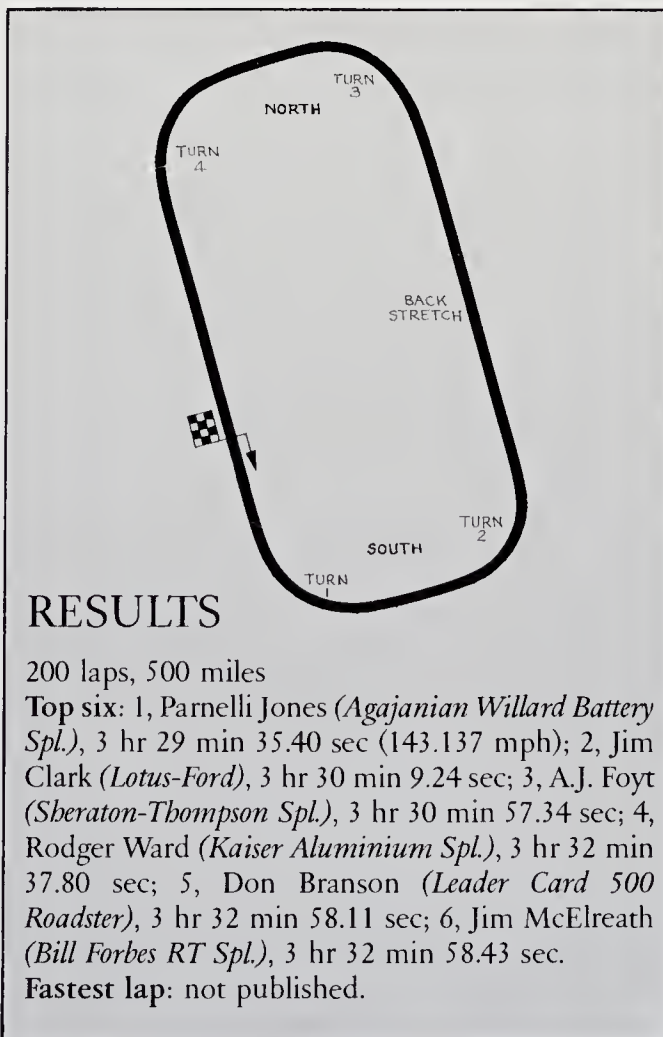 TURN
3
NORTH
TURN
4
BACK
STRETCH
TURN
2
SOUTH
TURN
1
RESULTS
200 laps, 500 miles
Top six: 1, Parnelli Jones (Agajanian Willard Battery
Spl.), 3 hr 29 min 35.40 sec (143.137 mph); 2, Jim
Clark (Lotus-Ford), 3 hr 30 min 9.24 sec; 3, A.J. Foyt
(Sheraton-Thompson Spl.), 3 hr 30 min 57.34 sec; 4,
Rodger Ward (Kaiser Aluminium Spl.), 3 hr 32 min
37.80 sec; 5, Don Branson (Leader Card 500
Roadster), 3 hr 32 min 58.11 sec; 6, Jim McElreath
(Bill Forbes RT Spl.), 3 hr 32 min 58.43 sec.
Fastest lap: not published.